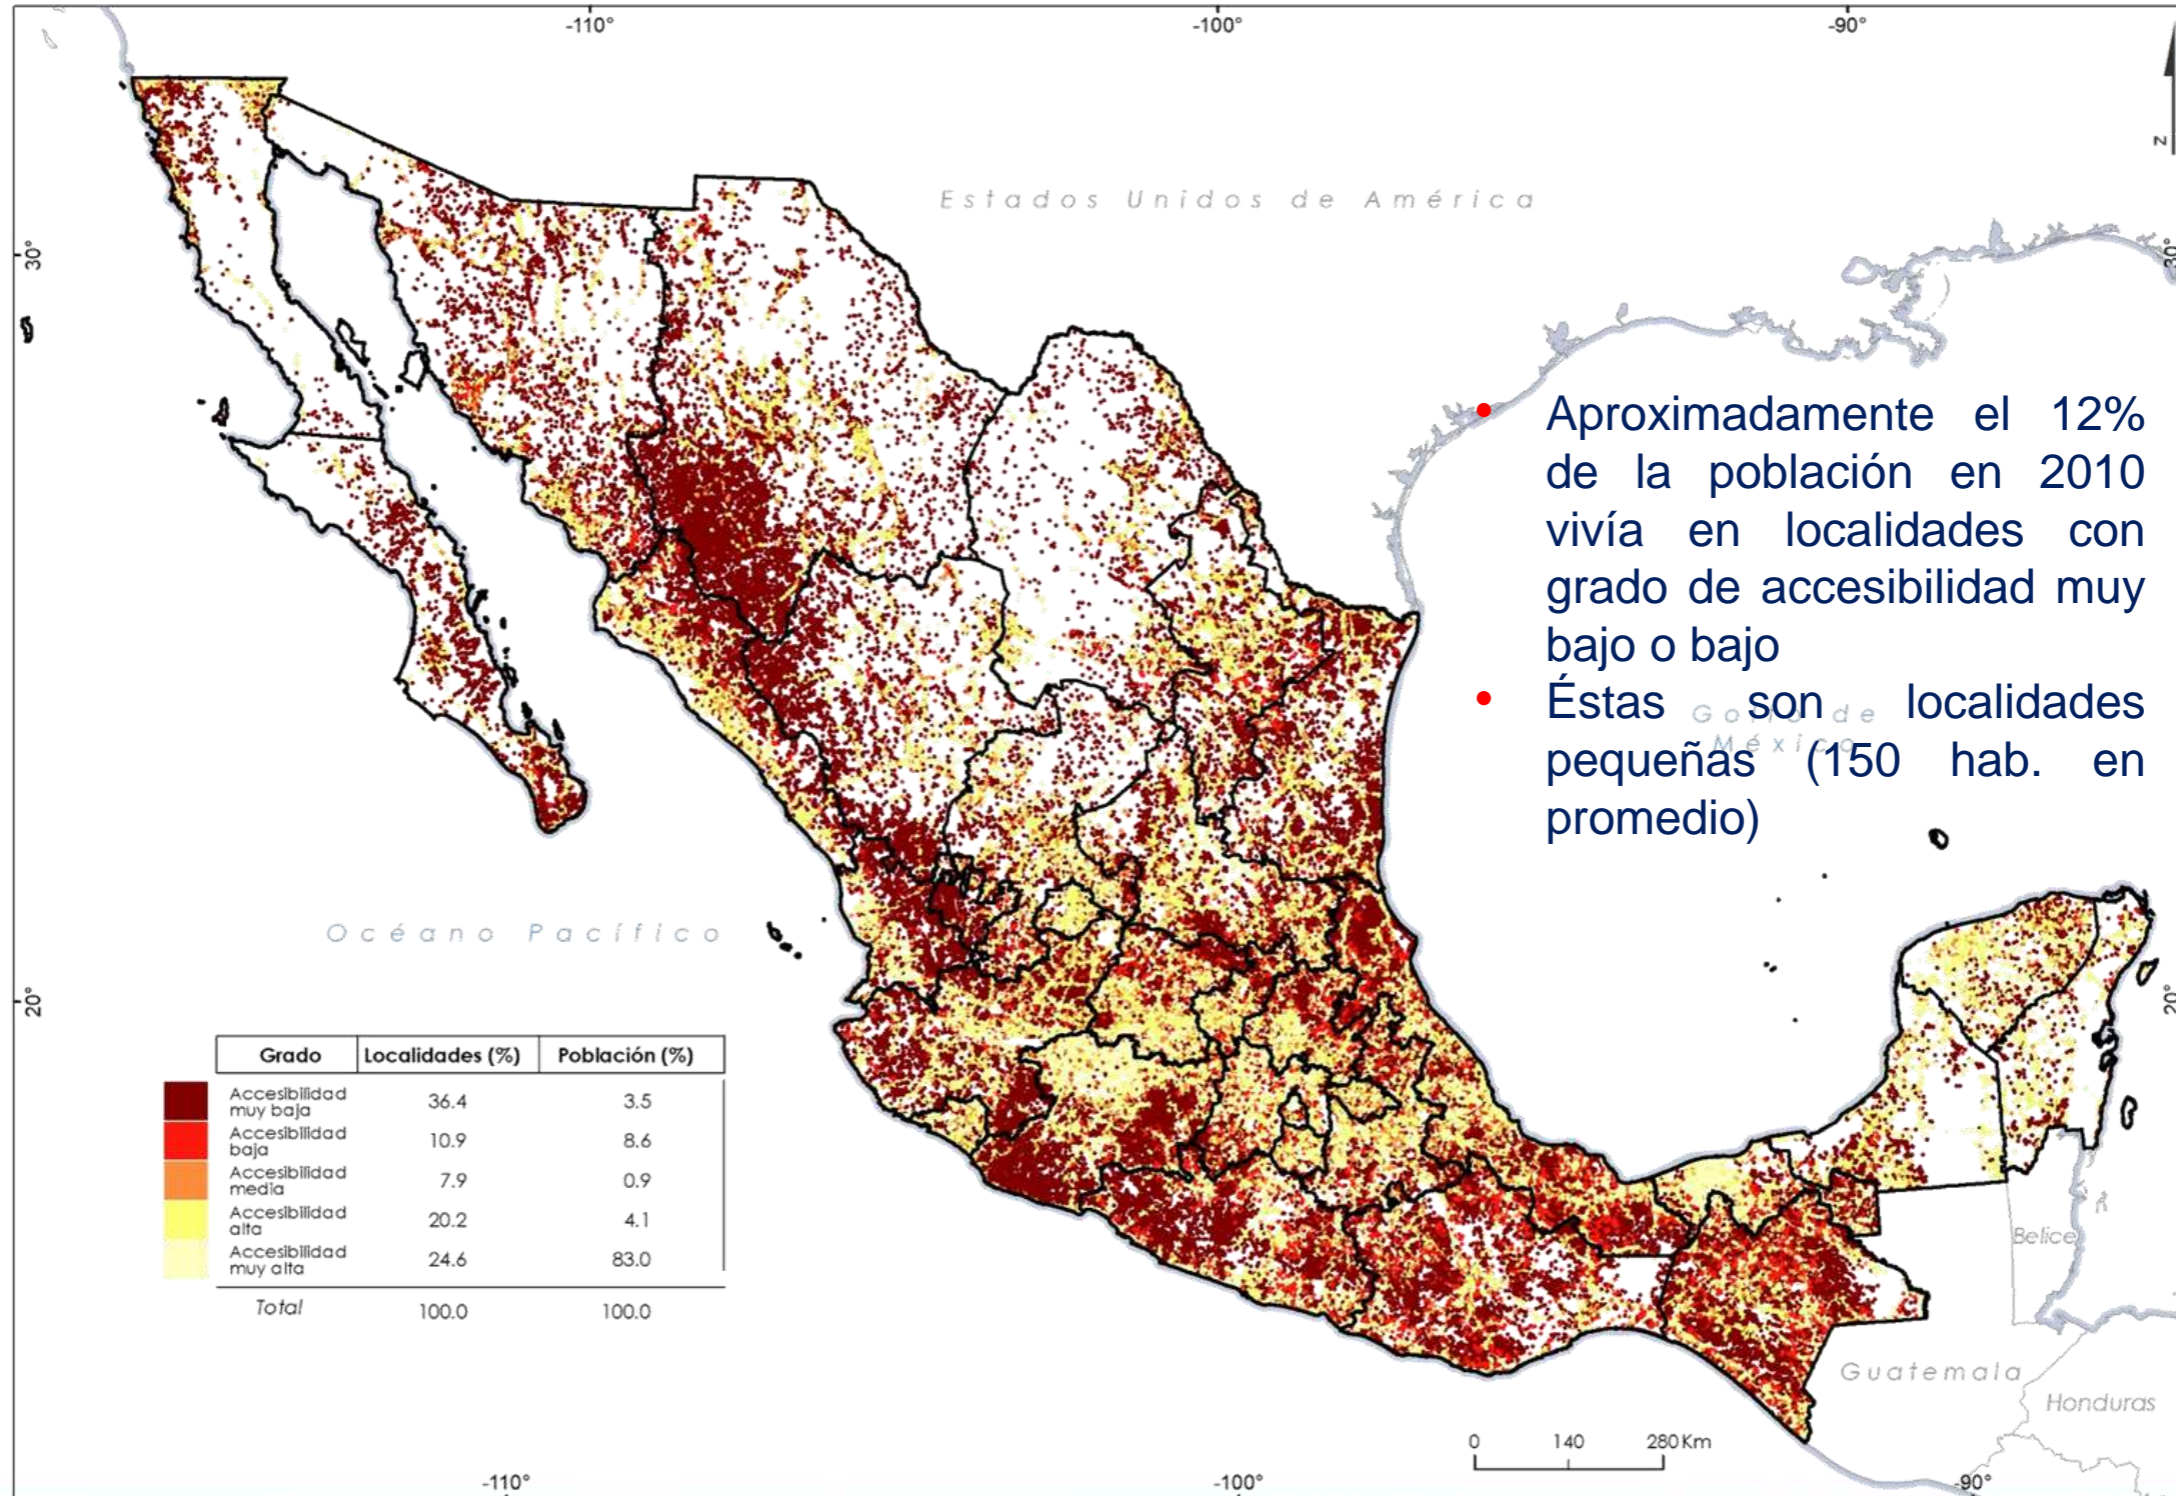 -110°
-100°
-90°
N
Estados Unidos de América
30°
30°
Aproximadamente el 12%
de la población en 2010
vivía en localidades con
grado de accesibilidad muy
bajo o bajo
Éstas son localidades
pequeñas (150 hab. en
promedio)
Golfo de
México
Océano Pacífico
20°
20°
Grado Localidades (%) Población (%)
Accesibilidad
muy baja 36.4 3.5
Accesibilidad
baja 10.9 8.6
Accesibilidad
media 7.9 0.9
Accesibilidad
alta 20.2 4.1
Accesibilidad
muy alta 24.6 83.0
Total 100.0 100.0
Belice
Guatemala
Honduras
0 140 280 Km
-110°
-100°
-90°